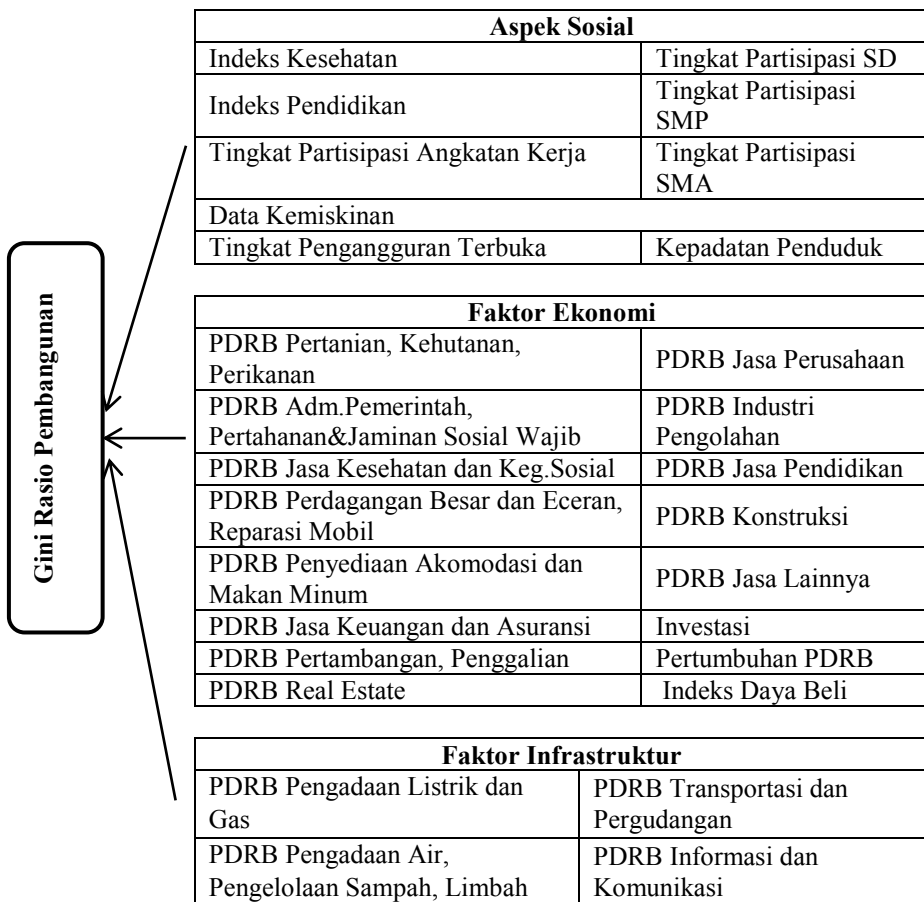 Gini Rasio Pembangunan
Aspek Sosial
Indeks Kesehatan
Tingkat Partisipasi SD
Indeks Pendidikan
Tingkat Partisipasi
SMP
Tingkat Partisipasi Angkatan Kerja
Tingkat Partisipasi
SMA
Data Kemiskinan
Tingkat Pengangguran Terbuka
Kepadatan Penduduk
Faktor Ekonomi
PDRB Pertanian, Kehutanan,
Perikanan
PDRB Jasa Perusahaan
PDRB Adm.Pemerintah,
Pertahanan&Jaminan Sosial Wajib
PDRB Industri
Pengolahan
PDRB Jasa Kesehatan dan Keg.Sosial
PDRB Jasa Pendidikan
PDRB Perdagangan Besar dan Eceran,
Reparasi Mobil
PDRB Konstruksi
PDRB Penyediaan Akomodasi dan
Makan Minum
PDRB Jasa Lainnya
PDRB Jasa Keuangan dan Asuransi
Investasi
PDRB Pertambangan, Penggalian
Pertumbuhan PDRB
PDRB Real Estate
Indeks Daya Beli
Faktor Infrastruktur
PDRB Pengadaan Listrik dan
Gas
PDRB Transportasi dan
Pergudangan
PDRB Pengadaan Air,
Pengelolaan Sampah, Limbah
PDRB Informasi dan
Komunikasi